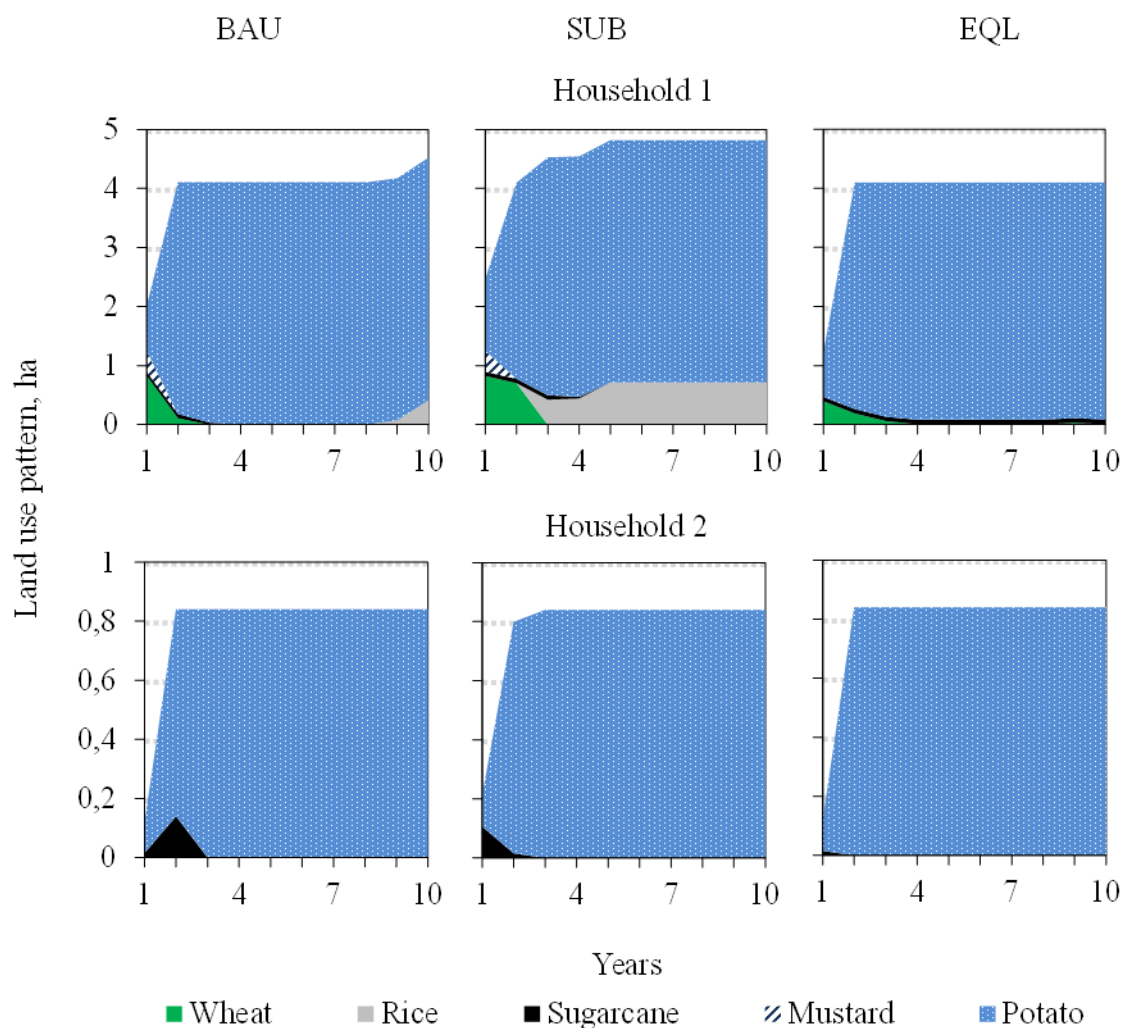 BAU SUB EQL
Household 1
5
4
3
2
1
0
1 4 7 10 1 4 7 10 1 4 7 10
Land use pattern, ha
Household 2
1
0,8
0,6
0,4
0,2
0
1 4 7 10 1 4 7 10 1 4 7 10
Years
Wheat Rice Sugarcane Mustard Potato